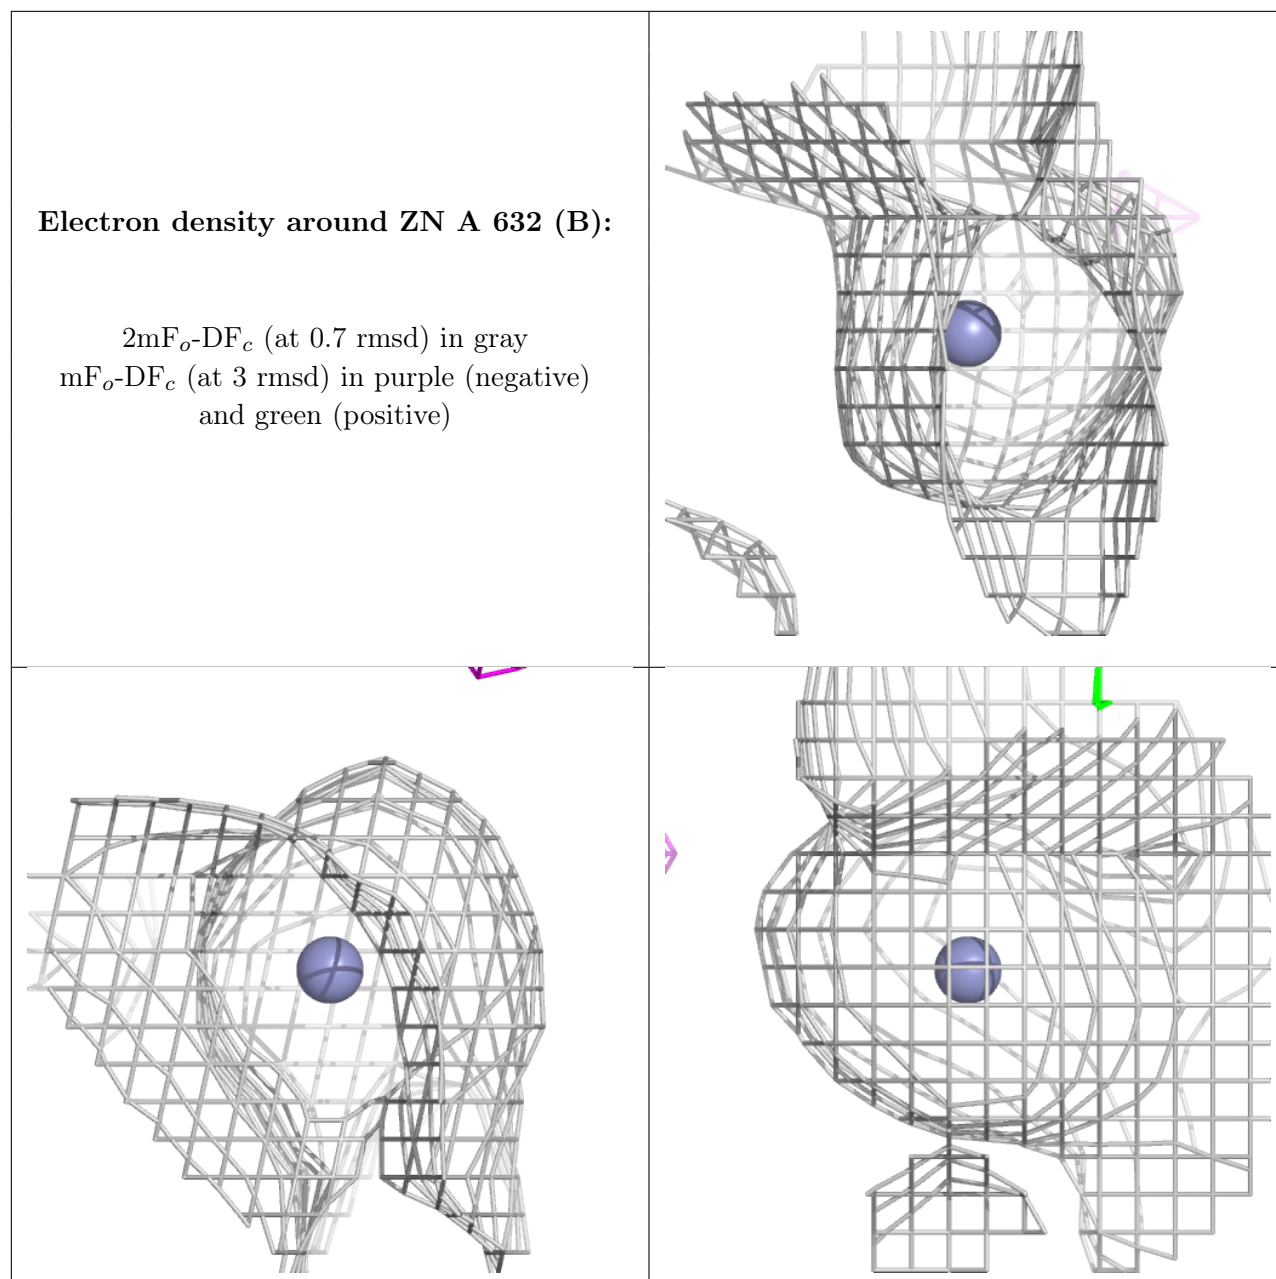 Electron density around ZN A 632 (B):
2mFo-DFc (at 0.7 rmsd) in gray
mFo-DFc (at 3 rmsd) in purple (negative)
and green (positive)